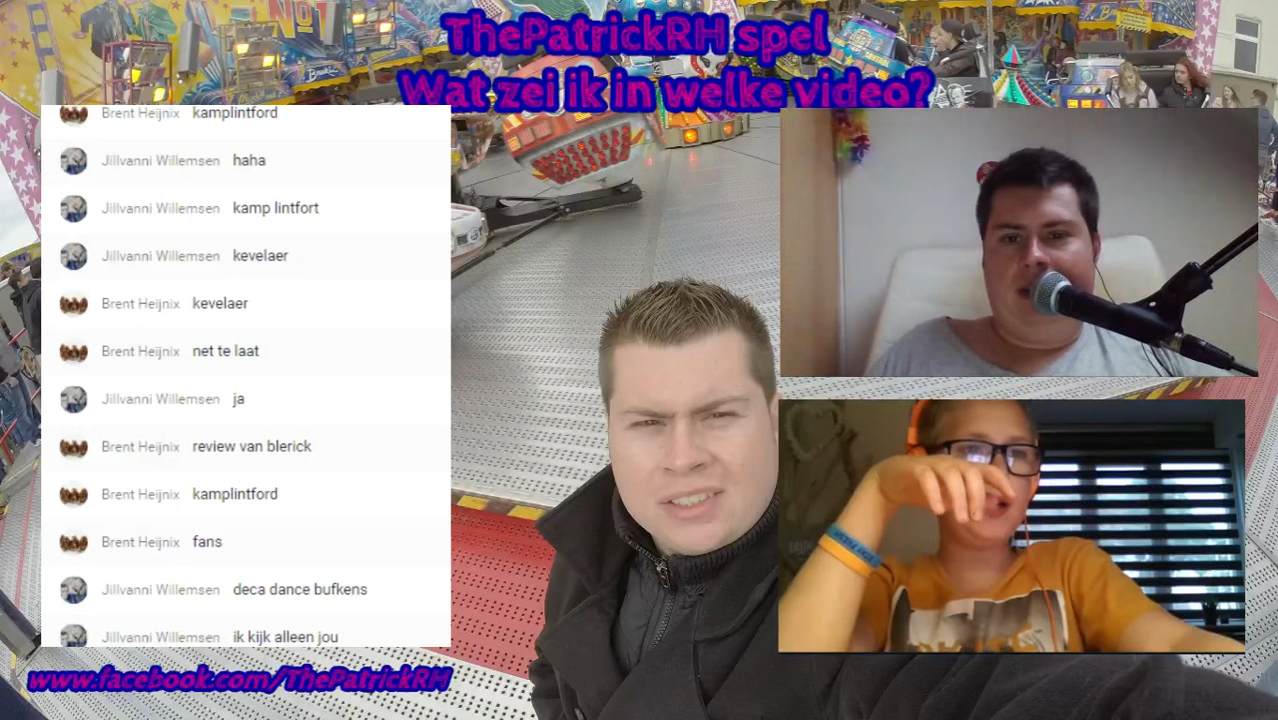 ThePatrickRH spel
Wat zei ik in welke video?
NO1
Brent Heijnix kamplintford
Jillvanni Willemsen haha
Jillvanni Willemsen kamp lintfort
Jillvanni Willemsen kevelaer
Brent Heijnix kevelaer
Brent Heijnix net te laat
Jillvanni Willemsen ja
Brent Heijnix review van blerick
Brent Heijnix kamplintford
Brent Heijnix fans
Jillvanni Willemsen deca dance bufkens
Jillvanni Willemsen ik kijk alleen jou
www.facebook.com/ThePatrickRH